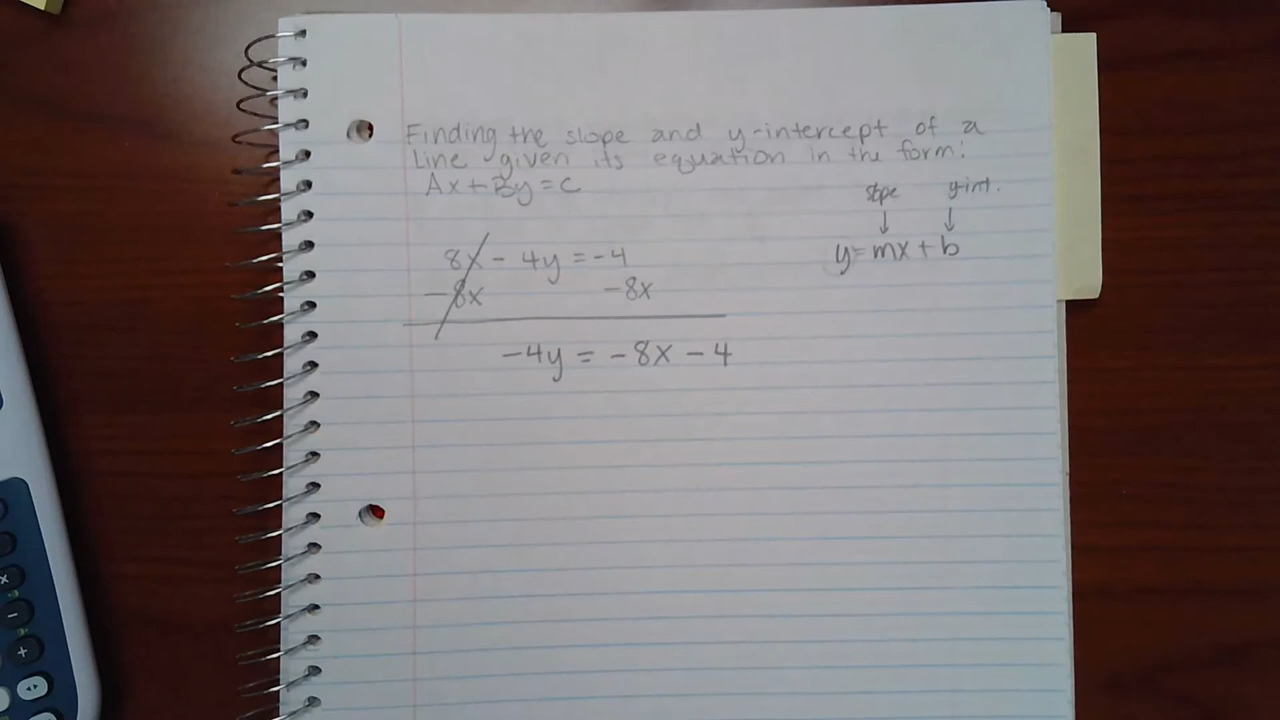 Finding the slope and y-intercept of a
Line given its equation in the form:
Ax + By = C
slope y-int.
↓ ↓
y = mx + b
8x - 4y = -4
-8x -8x
-4y = -8x - 4
× 
−
+